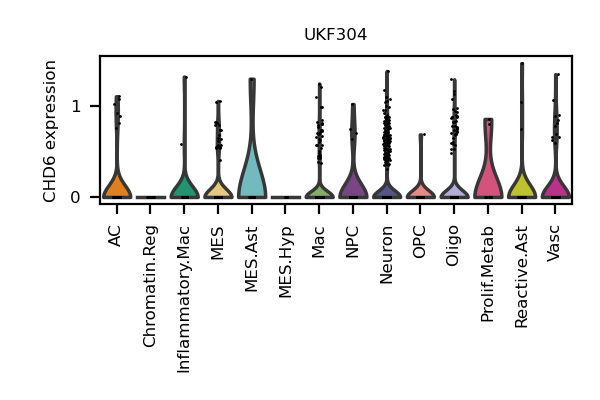 UKF304
CHD6 expression
1
0
AC
Chromatin.Reg
Inflammatory.Mac
MES
MES.Ast
MES.Hyp
Mac
NPC
Neuron
OPC
Oligo
Prolif.Metab
Reactive.Ast
Vasc